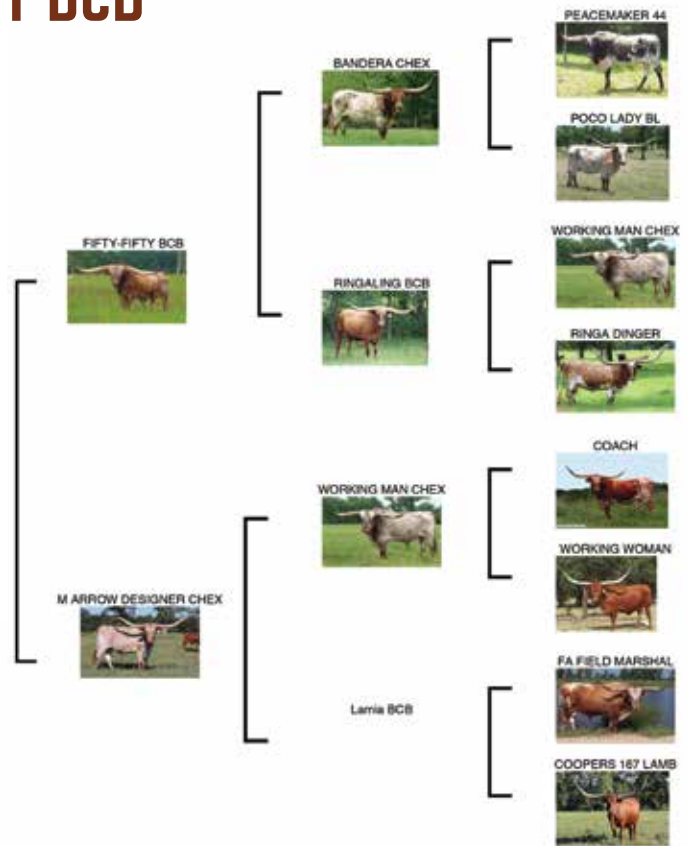 BCB
PEACEMAKER 44
BANDERA CHEX
POCO LADY BL
FIFTY-FIFTY BCB
WORKING MAN CHEX
RINGALING BCB
RINGA DINGER
COACH
WORKING MAN CHEX
WORKING WOMAN
M ARROW DESIGNER CHEX
FA FIELD MARSHAL
Lamia BCB
COOPERS 167 LAMB